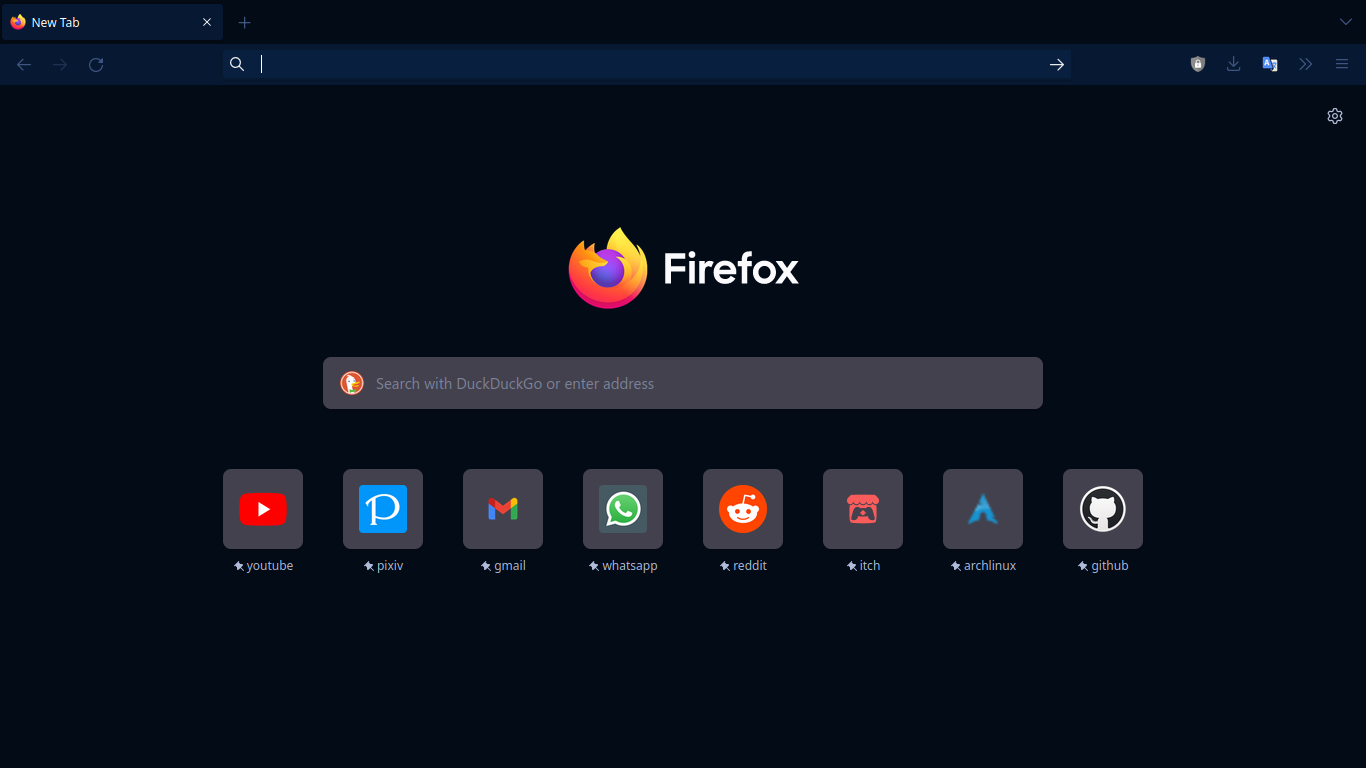 New Tab
Firefox
Search with DuckDuckGo or enter address
youtube
pixiv
gmail
whatsapp
reddit
itch
archlinux
github